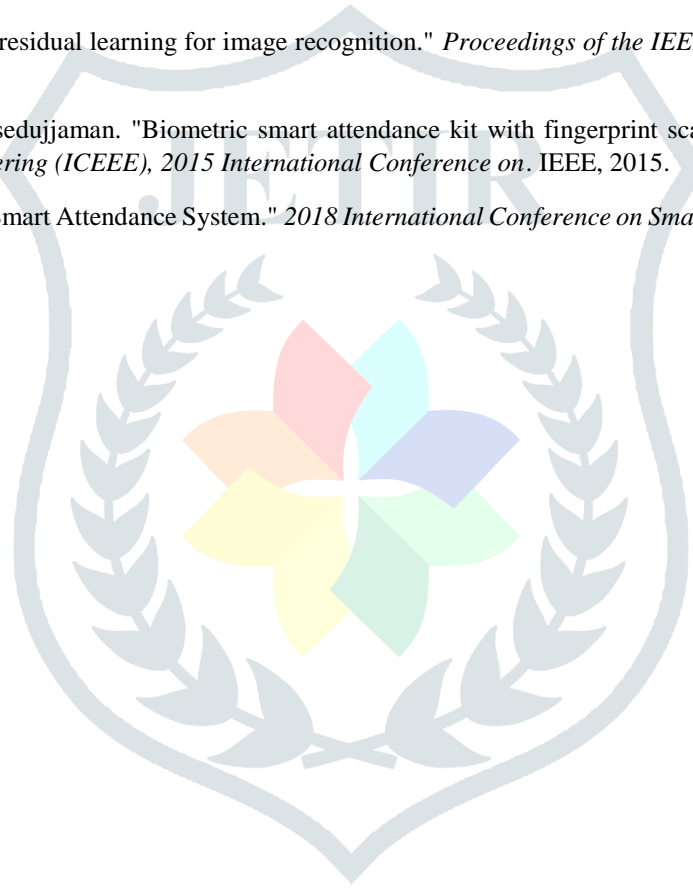 residual learning for image recognition." Proceedings of the IEE
sedujjaman. "Biometric smart attendance kit with fingerprint sca
ering (ICEEE), 2015 International Conference on. IEEE, 2015.
JETIR
Smart Attendance System." 2018 International Conference on Sma